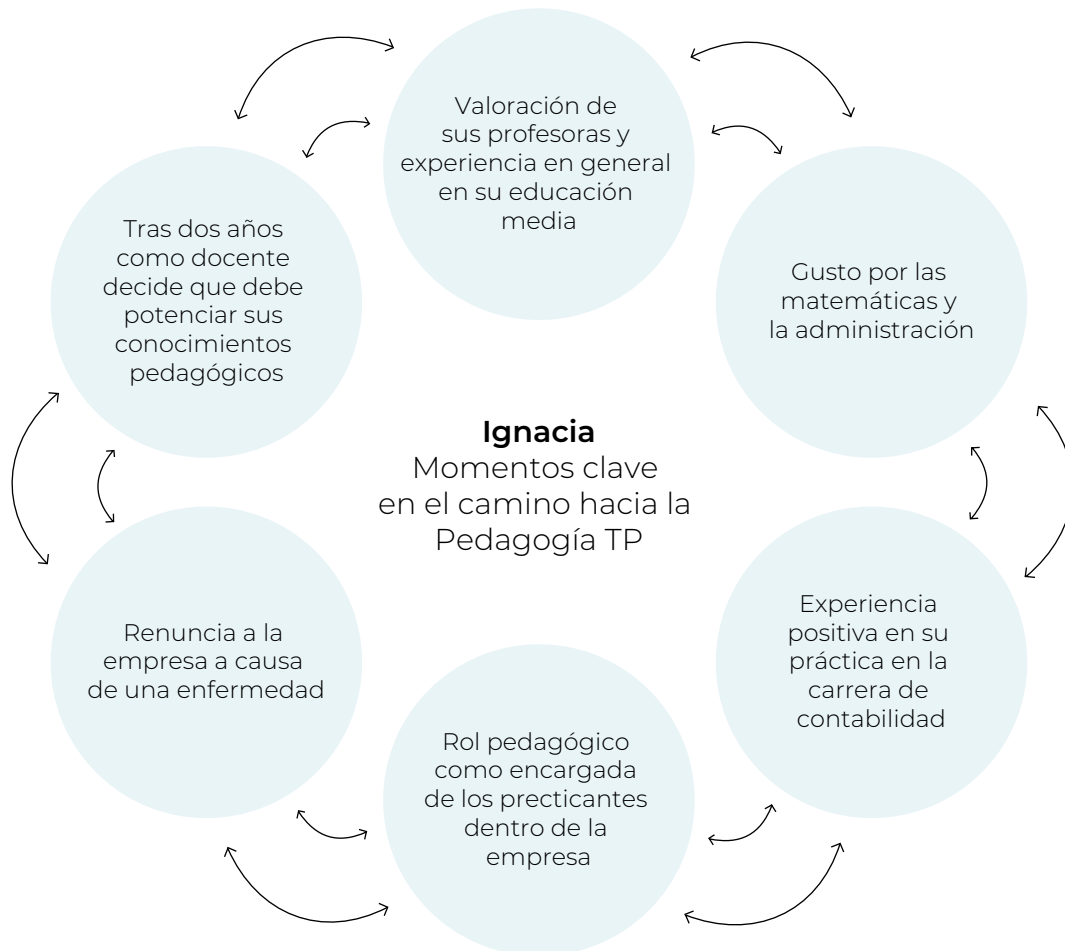 Valoración de
sus profesoras y
experiencia en general
en su educación
media
Gusto por las
matemáticas y
la administración
Experiencia
positiva en su
práctica en la
carrera de
contabilidad
Rol pedagógico
como encargada
de los precticantes
dentro de la
empresa
Renuncia a la
empresa a causa
de una enfermedad
Tras dos años
como docente
decide que debe
potenciar sus
conocimientos
pedagógicos
Ignacia
Momentos clave
en el camino hacia la
Pedagogía TP